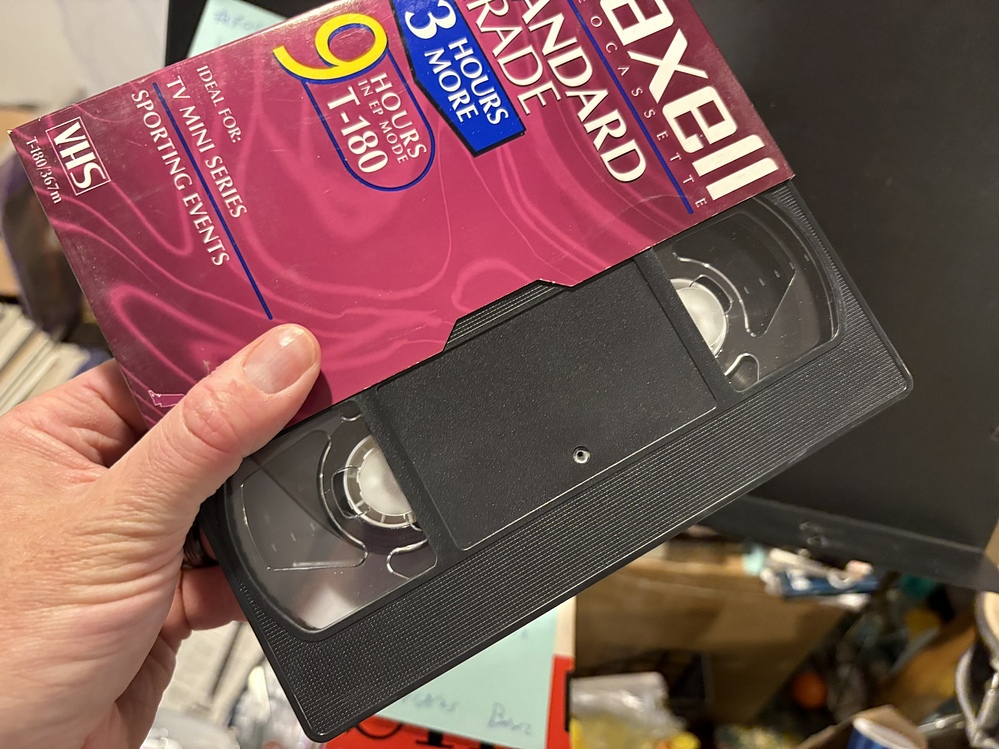 axell
EOCASSETTE
ANDARD
RADE
3 HOURS
MORE
9 HOURS
IN EP MODE
T-180
IDEAL FOR:
TV MINI SERIES
SPORTING EVENTS
VHS
T-180/367m